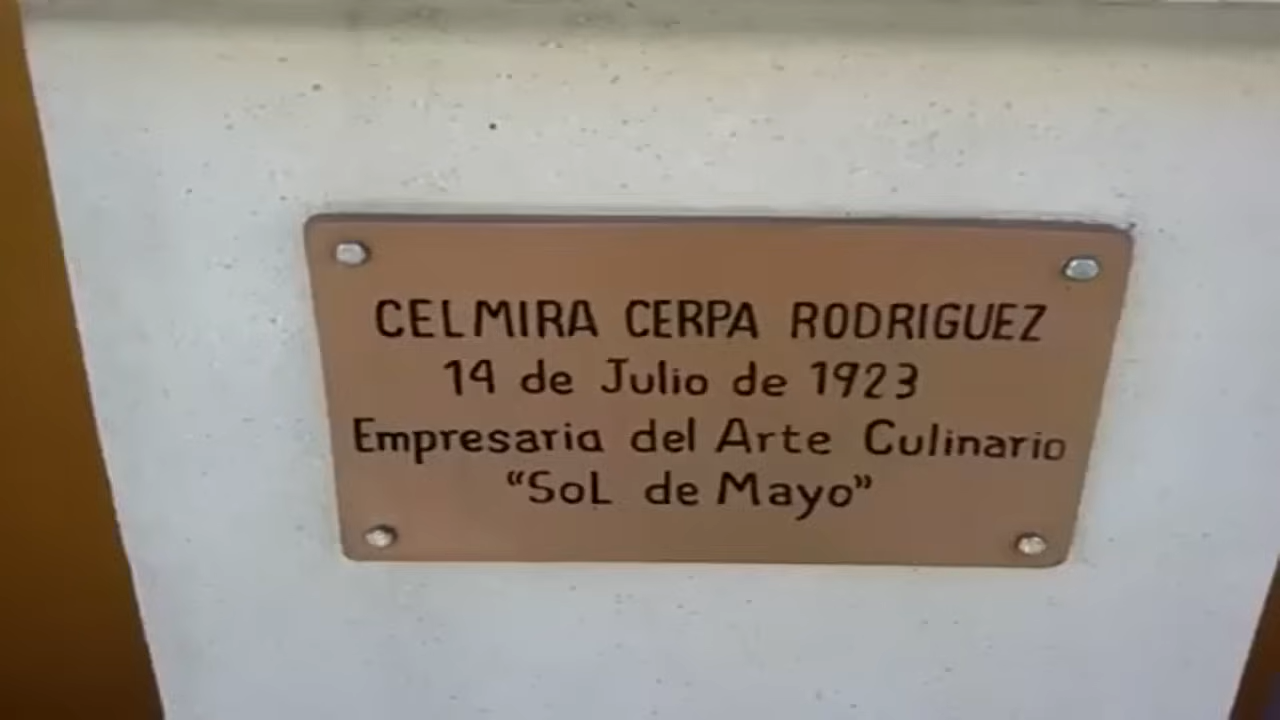 CELMIRA CERPA RODRIGUEZ
14 de Julio de 1923
Empresaria del Arte Culinario
“SoL de Mayo”